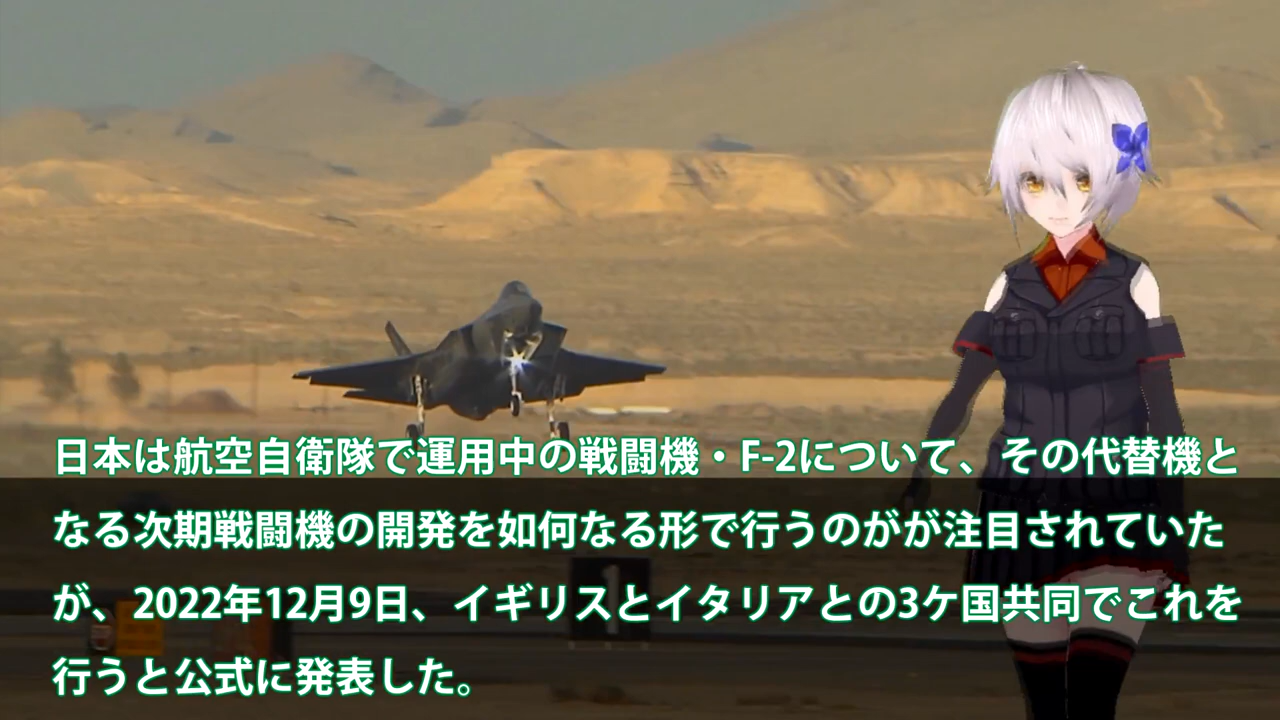 日本は航空自衛隊で運用中の戦闘機・F-2について、その代替機と
なる次期戦闘機の開発を如何なる形で行うのがが注目されていた
が、2022年12月9日、イギリスとイタリアとの3ケ国共同でこれを
行うと公式に発表した。
1